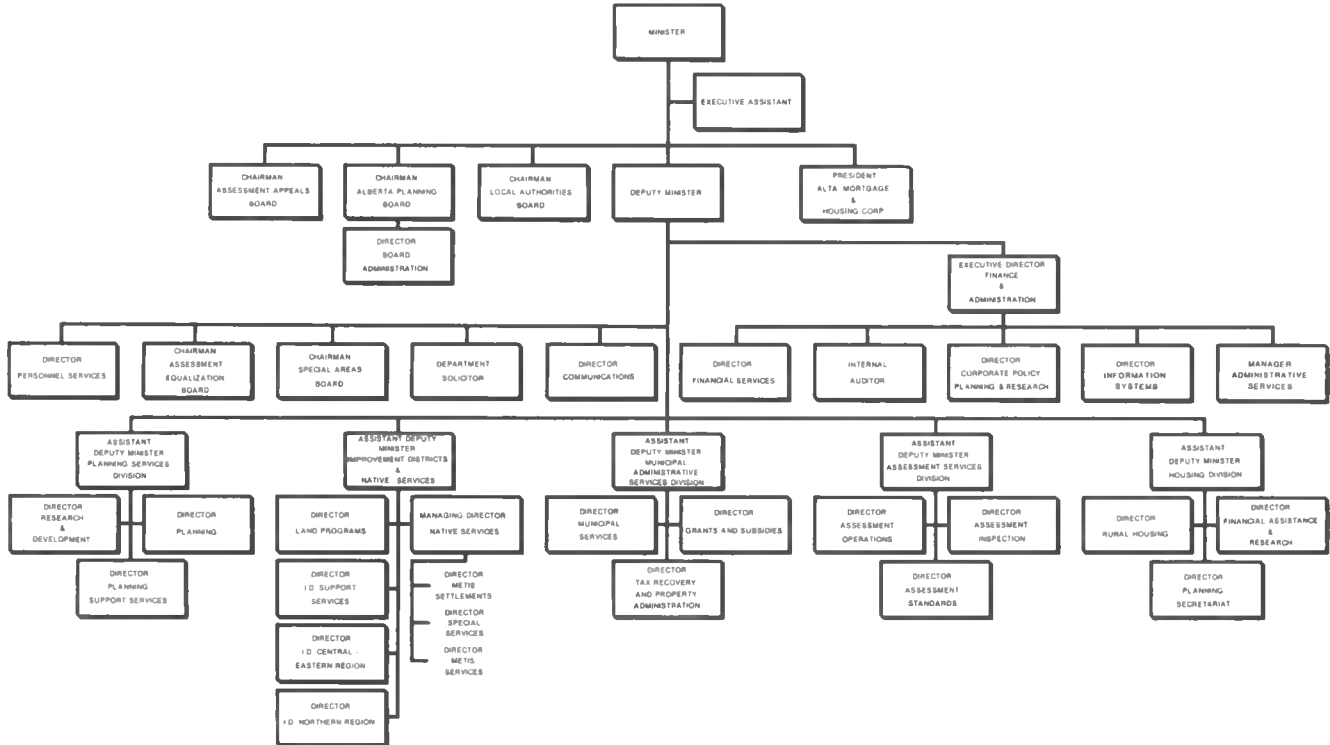 MINISTER
EXECUTIVE ASSISTANT
CHAIRMAN
ASSESSMENT APPEALS
BOARD
CHAIRMAN
ALBERTA PLANNING
BOARD
CHAIRMAN
LOCAL AUTHORITIES
BOARD
DEPUTY MINISTER
PRESIDENT
ALTA MORTGAGE
&
HOUSING CORP
DIRECTOR
BOARD
ADMINISTRATION
EXECUTIVE DIRECTOR
FINANCE
&
ADMINISTRATION
DIRECTOR
PERSONNEL SERVICES
CHAIRMAN
ASSESSMENT
EQUALIZATION
BOARD
CHAIRMAN
SPECIAL AREAS
BOARD
DEPARTMENT
SOLICITOR
DIRECTOR
COMMUNICATIONS
DIRECTOR
FINANCIAL SERVICES
INTERNAL
AUDITOR
DIRECTOR
CORPORATE POLICY
PLANNING & RESEARCH
DIRECTOR
INFORMATION
SYSTEMS
MANAGER
ADMINISTRATIVE
SERVICES
ASSISTANT
DEPUTY MINISTER
PLANNING SERVICES
DIVISION
ASSISTANT DEPUTY
MINISTER
IMPROVEMENT DISTRICTS
&
NATIVE SERVICES
ASSISTANT
DEPUTY MINISTER
MUNICIPAL
ADMINISTRATIVE
SERVICES DIVISION
ASSISTANT
DEPUTY MINISTER
ASSESSMENT SERVICES
DIVISION
ASSISTANT
DEPUTY MINISTER
HOUSING DIVISION
DIRECTOR
RESEARCH
&
DEVELOPMENT
DIRECTOR
PLANNING
DIRECTOR
LAND PROGRAMS
MANAGING DIRECTOR
NATIVE SERVICES
DIRECTOR
MUNICIPAL
SERVICES
DIRECTOR
GRANTS AND SUBSIDIES
DIRECTOR
ASSESSMENT
OPERATIONS
DIRECTOR
ASSESSMENT
INSPECTION
DIRECTOR
RURAL HOUSING
DIRECTOR
FINANCIAL ASSISTANCE
&
RESEARCH
DIRECTOR
PLANNING
SUPPORT SERVICES
DIRECTOR
I.D SUPPORT
SERVICES
DIRECTOR
METIS
SETTLEMENTS
DIRECTOR
TAX RECOVERY
AND PROPERTY
ADMINISTRATION
DIRECTOR
ASSESSMENT
STANDARDS
DIRECTOR
PLANNING
SECRETARIAT
DIRECTOR
SPECIAL
SERVICES
DIRECTOR
I.D CENTRAL -
EASTERN REGION
DIRECTOR
METIS
SERVICES
DIRECTOR
I.D NORTHERN REGION